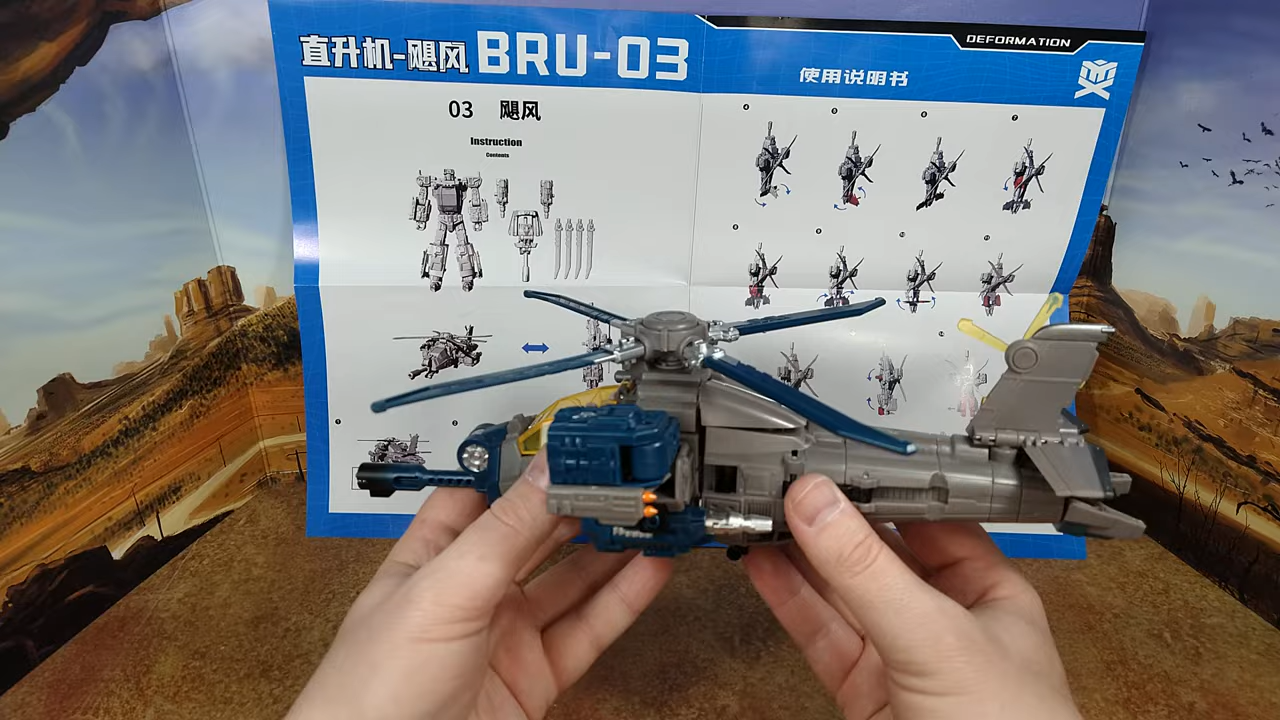 直升机-飓风 BRU-03
DEFORMATION
使用说明书
03 飓风
Instruction
Contents